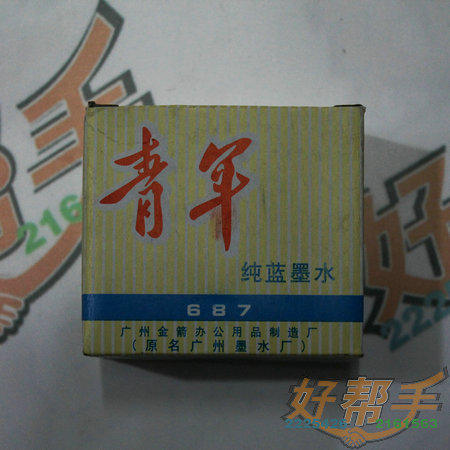 青年
纯蓝墨水
687
广州金箭办公用品制造厂
(原名广州墨水厂)
好帮手